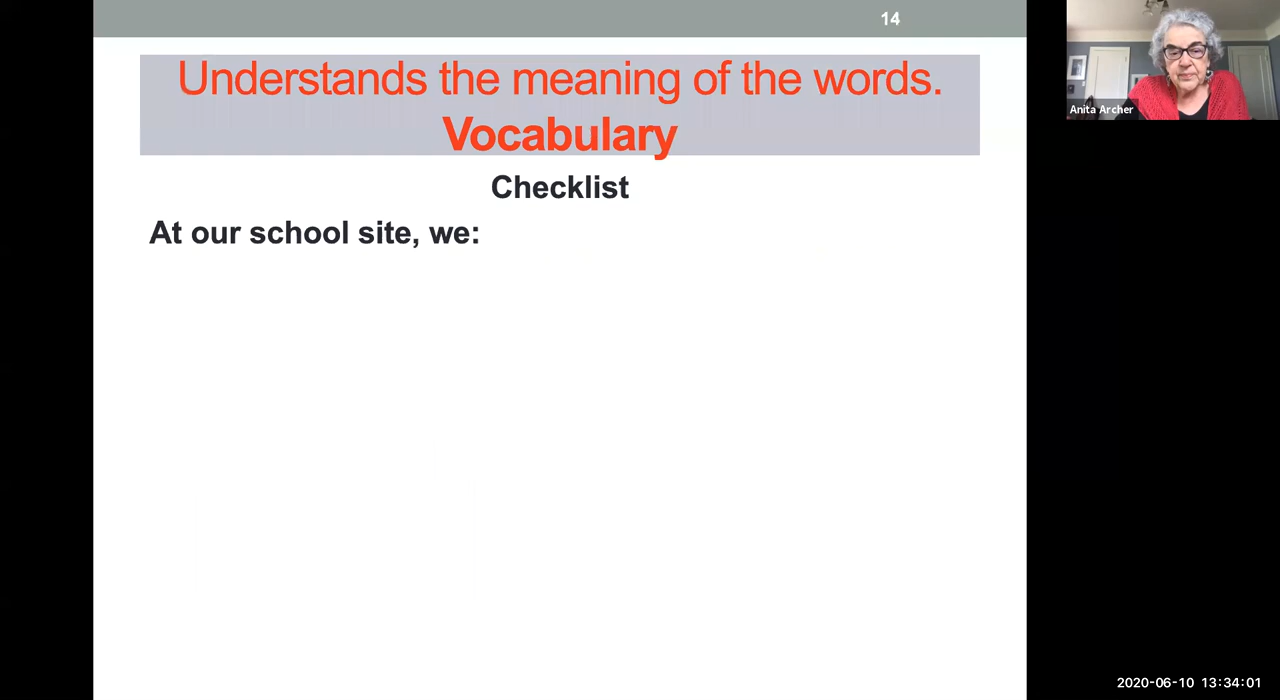 14
Understands the meaning of the words.
Vocabulary
Checklist
At our school site, we:
Anita Archer
2020-06-10 13:34:01